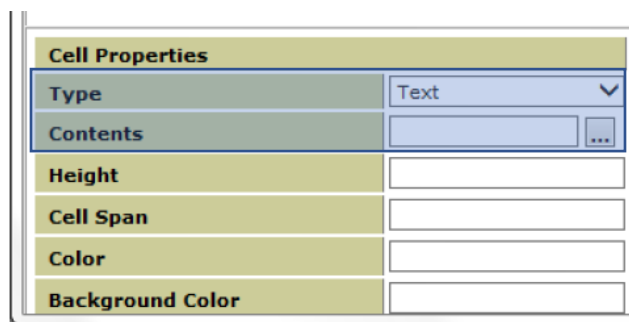 Cell Properties
Type Text
Contents ...
Height
Cell Span
Color
Background Color